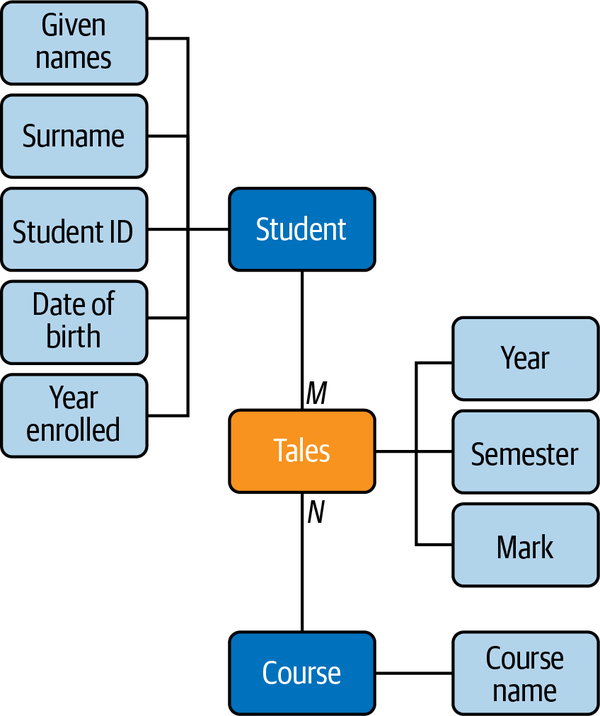 Given
names
Surname
Student ID
Date of
birth
Year
enrolled
Student
M
Tales
N
Year
Semester
Mark
Course
Course
name